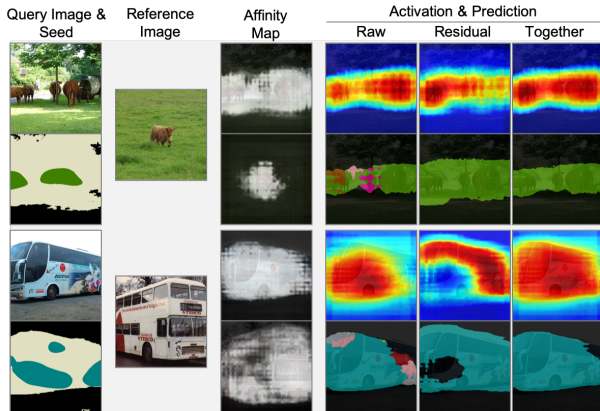 Query Image &
Seed
Reference
Image
Affinity
Map
Activation & Prediction
Raw
Residual
Together